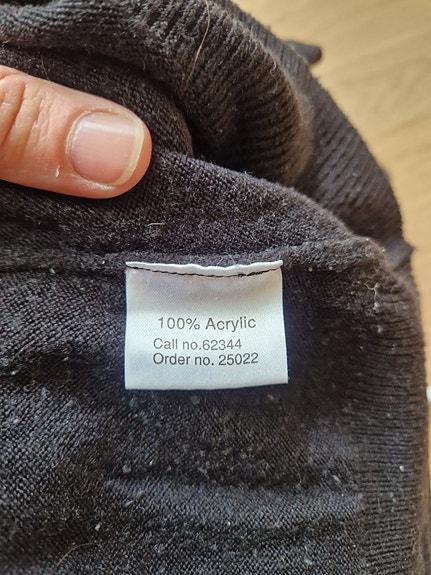 100% Acrylic
Call no.62344
Order no. 25022